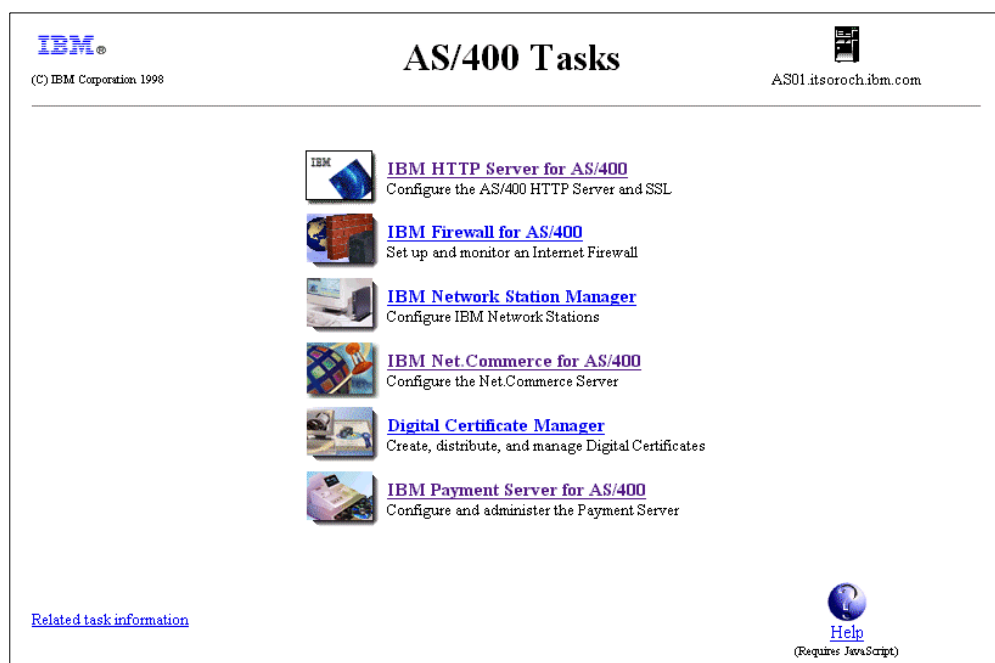 IBM®
(C) IBM Corporation 1998
AS/400 Tasks
AS01.itsoroch.ibm.com
IBM
IBM HTTP Server for AS/400
Configure the AS/400 HTTP Server and SSL
IBM Firewall for AS/400
Set up and monitor an Internet Firewall
IBM Network Station Manager
Configure IBM Network Stations
IBM Net.Commerce for AS/400
Configure the Net.Commerce Server
Digital Certificate Manager
Create, distribute, and manage Digital Certificates
IBM Payment Server for AS/400
Configure and administer the Payment Server
Related task information
?
Help
(Requires JavaScript)